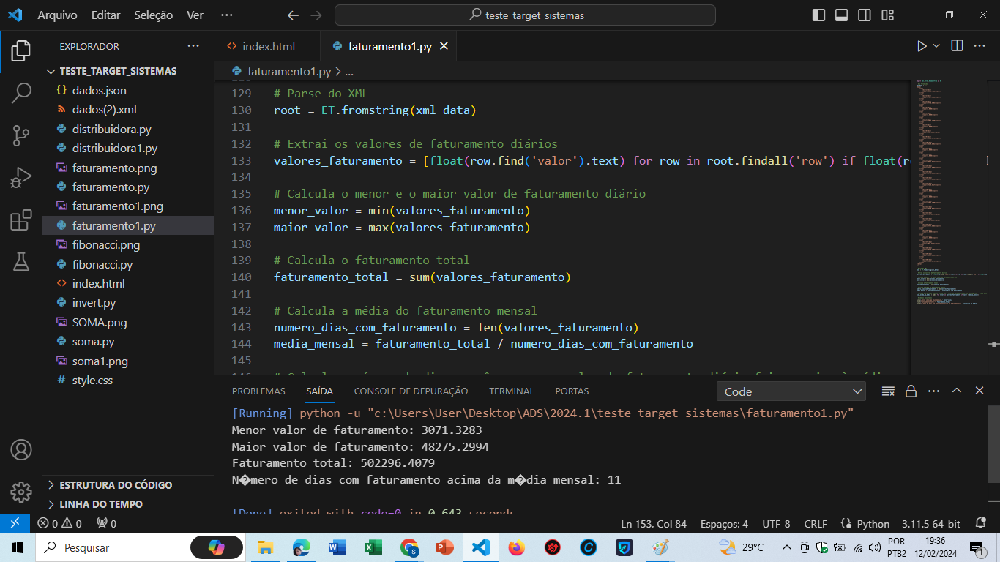 Arquivo Editar Seleção Ver ··· teste_target_sistemas
EXPLORADOR ···
index.html
faturamento1.py
TESTE_TARGET_SISTEMAS
faturamento1.py > ...
dados.json
dados(2).xml
distribuidora.py
distribuidora1.py
faturamento.png
faturamento.py
faturamento1.png
faturamento1.py
fibonacci.png
fibonacci.py
index.html
invert.py
SOMA.png
soma.py
soma1.png
style.css
ESTRUTURA DO CÓDIGO
LINHA DO TEMPO
129 # Parse do XML
130 root = ET.fromstring(xml_data)
131
132 # Extrai os valores de faturamento diários
133 valores_faturamento = [float(row.find('valor').text) for row in root.findall('row') if float(r
134
135 # Calcula o menor e o maior valor de faturamento diário
136 menor_valor = min(valores_faturamento)
137 maior_valor = max(valores_faturamento)
138
139 # Calcula o faturamento total
140 faturamento_total = sum(valores_faturamento)
141
142 # Calcula a média do faturamento mensal
143 numero_dias_com_faturamento = len(valores_faturamento)
144 media_mensal = faturamento_total / numero_dias_com_faturamento
145
PROBLEMAS SAÍDA CONSOLE DE DEPURAÇÃO TERMINAL PORTAS Code
[Running] python -u "c:\Users\User\Desktop\ADS\2024.1\teste_target_sistemas\faturamento1.py"
Menor valor de faturamento: 3071.3283
Maior valor de faturamento: 48275.2994
Faturamento total: 502296.4079
N�mero de dias com faturamento acima da m�dia mensal: 11
[Done] exited with code=0 in 0.643 seconds
0 0 0 Ln 153, Col 84 Espaços: 4 UTF-8 CRLF Python 3.11.5 64-bit
Pesquisar
29°C
POR
PTB2
19:36
12/02/2024
1